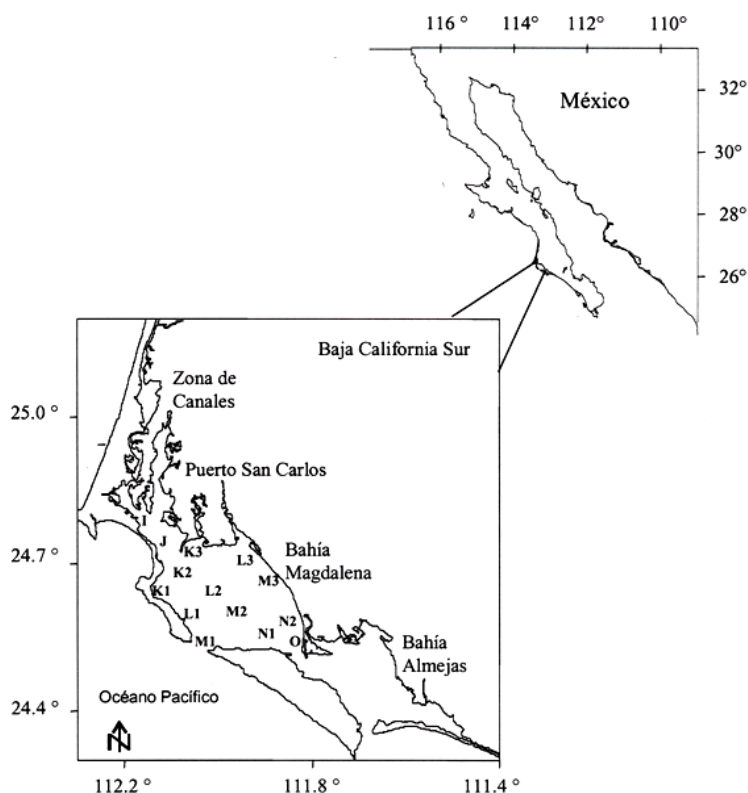 116 ° 114° 112° 110°
32°
México
30°
28°
26°
Baja California Sur
Zona de
Canales
25.0 °
Puerto San Carlos
I
J
K3
Bahía
Magdalena
L3
24.7 °
K2
M3
K1
L2
L1
M2
N2
N1
O
M1
Bahía
Almejas
Océano Pacífico
24.4 °
N
112.2 ° 111.8 ° 111.4 °